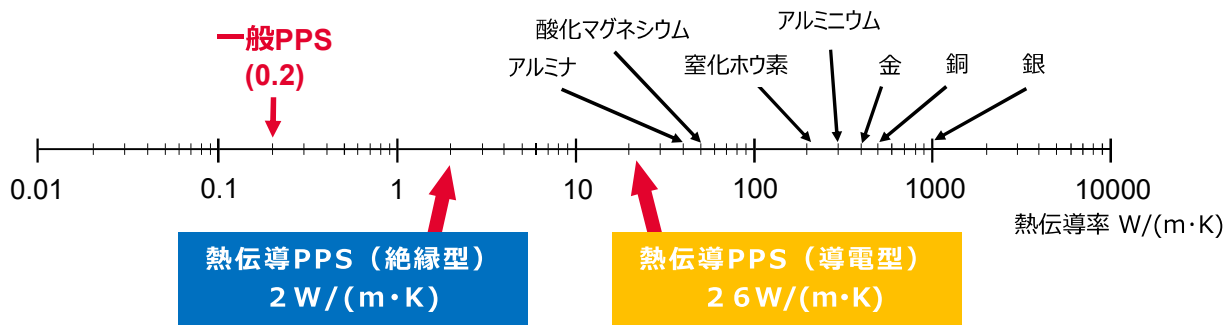 一般PPS
(0.2)
酸化マグネシウム
アルミナ
窒化ホウ素
アルミニウム
金
銅
銀
0.01
0.1
1
10
100
1000
10000
熱伝導率 W/(m･K)
熱伝導PPS（絶縁型）
２W/(m･K)
熱伝導PPS（導電型）
２６W/(m･K)